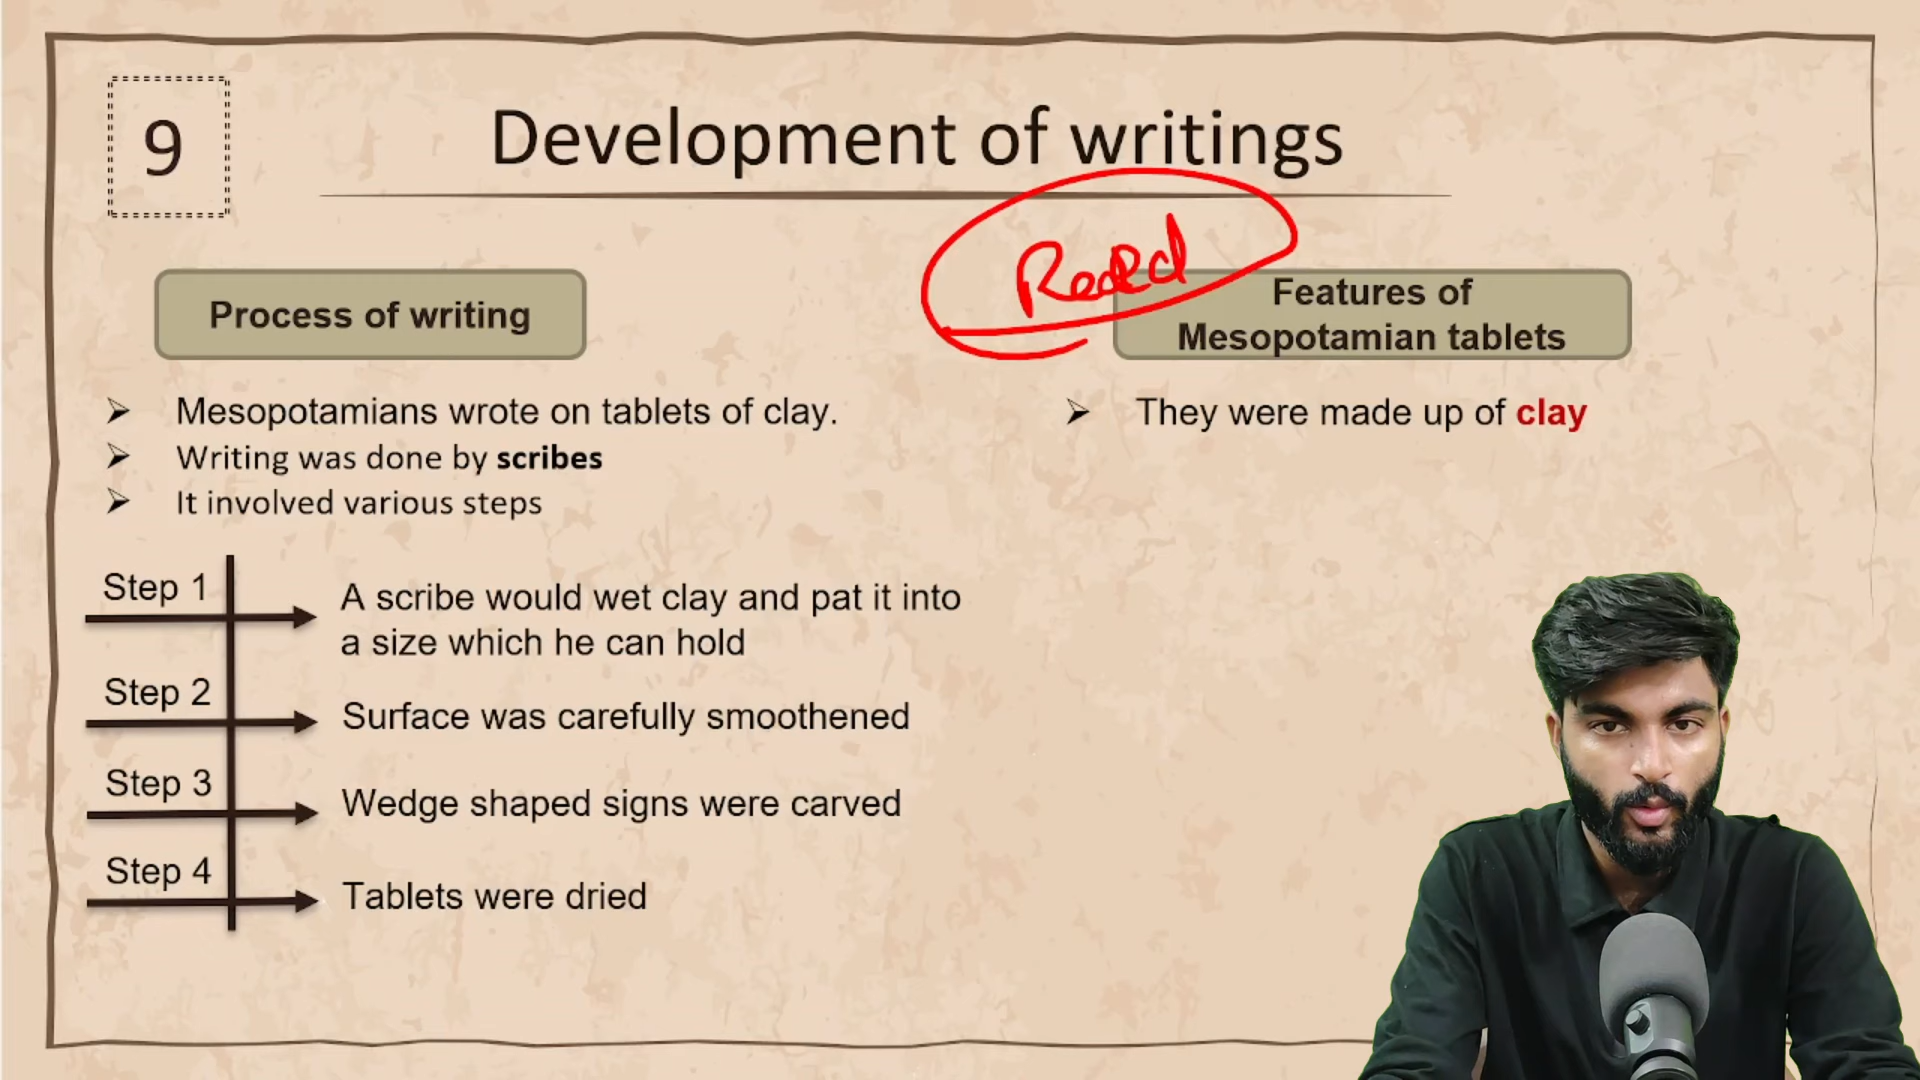 9
Development of writings
Process of writing
➢ Mesopotamians wrote on tablets of clay.
➢ Writing was done by scribes
➢ It involved various steps
Step 1
A scribe would wet clay and pat it into
a size which he can hold
Step 2
Surface was carefully smoothened
Step 3
Wedge shaped signs were carved
Step 4
Tablets were dried
Features of
Mesopotamian tablets
➢ They were made up of clay